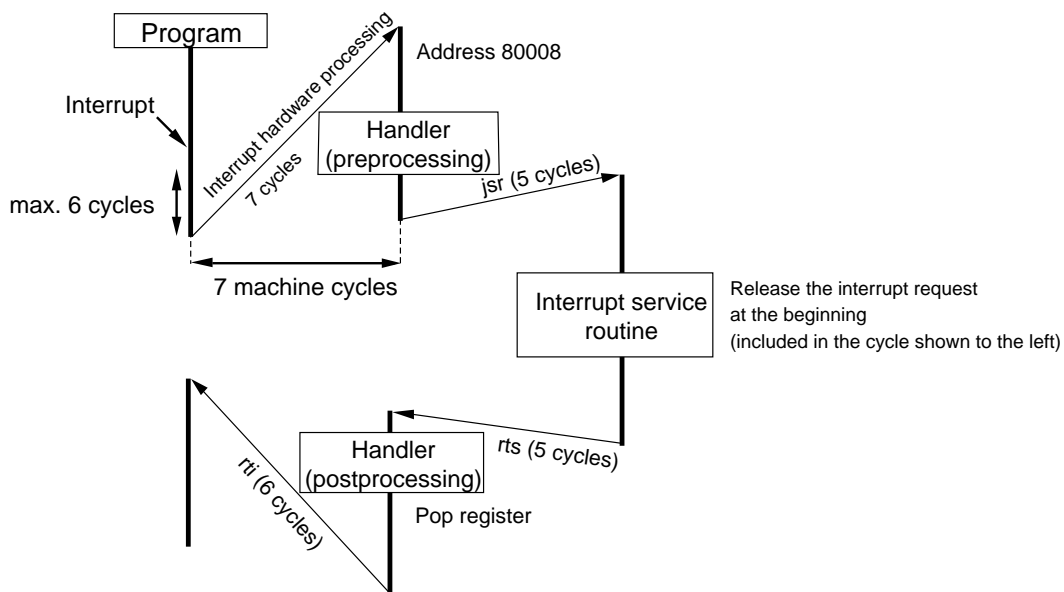 Program
Interrupt
max. 6 cycles
Interrupt hardware processing
7 cycles
7 machine cycles
Address 80008
Handler
(preprocessing)
jsr (5 cycles)
Interrupt service
routine
Release the interrupt request
at the beginning
(included in the cycle shown to the left)
rts (5 cycles)
Handler
(postprocessing)
Pop register
rti (6 cycles)